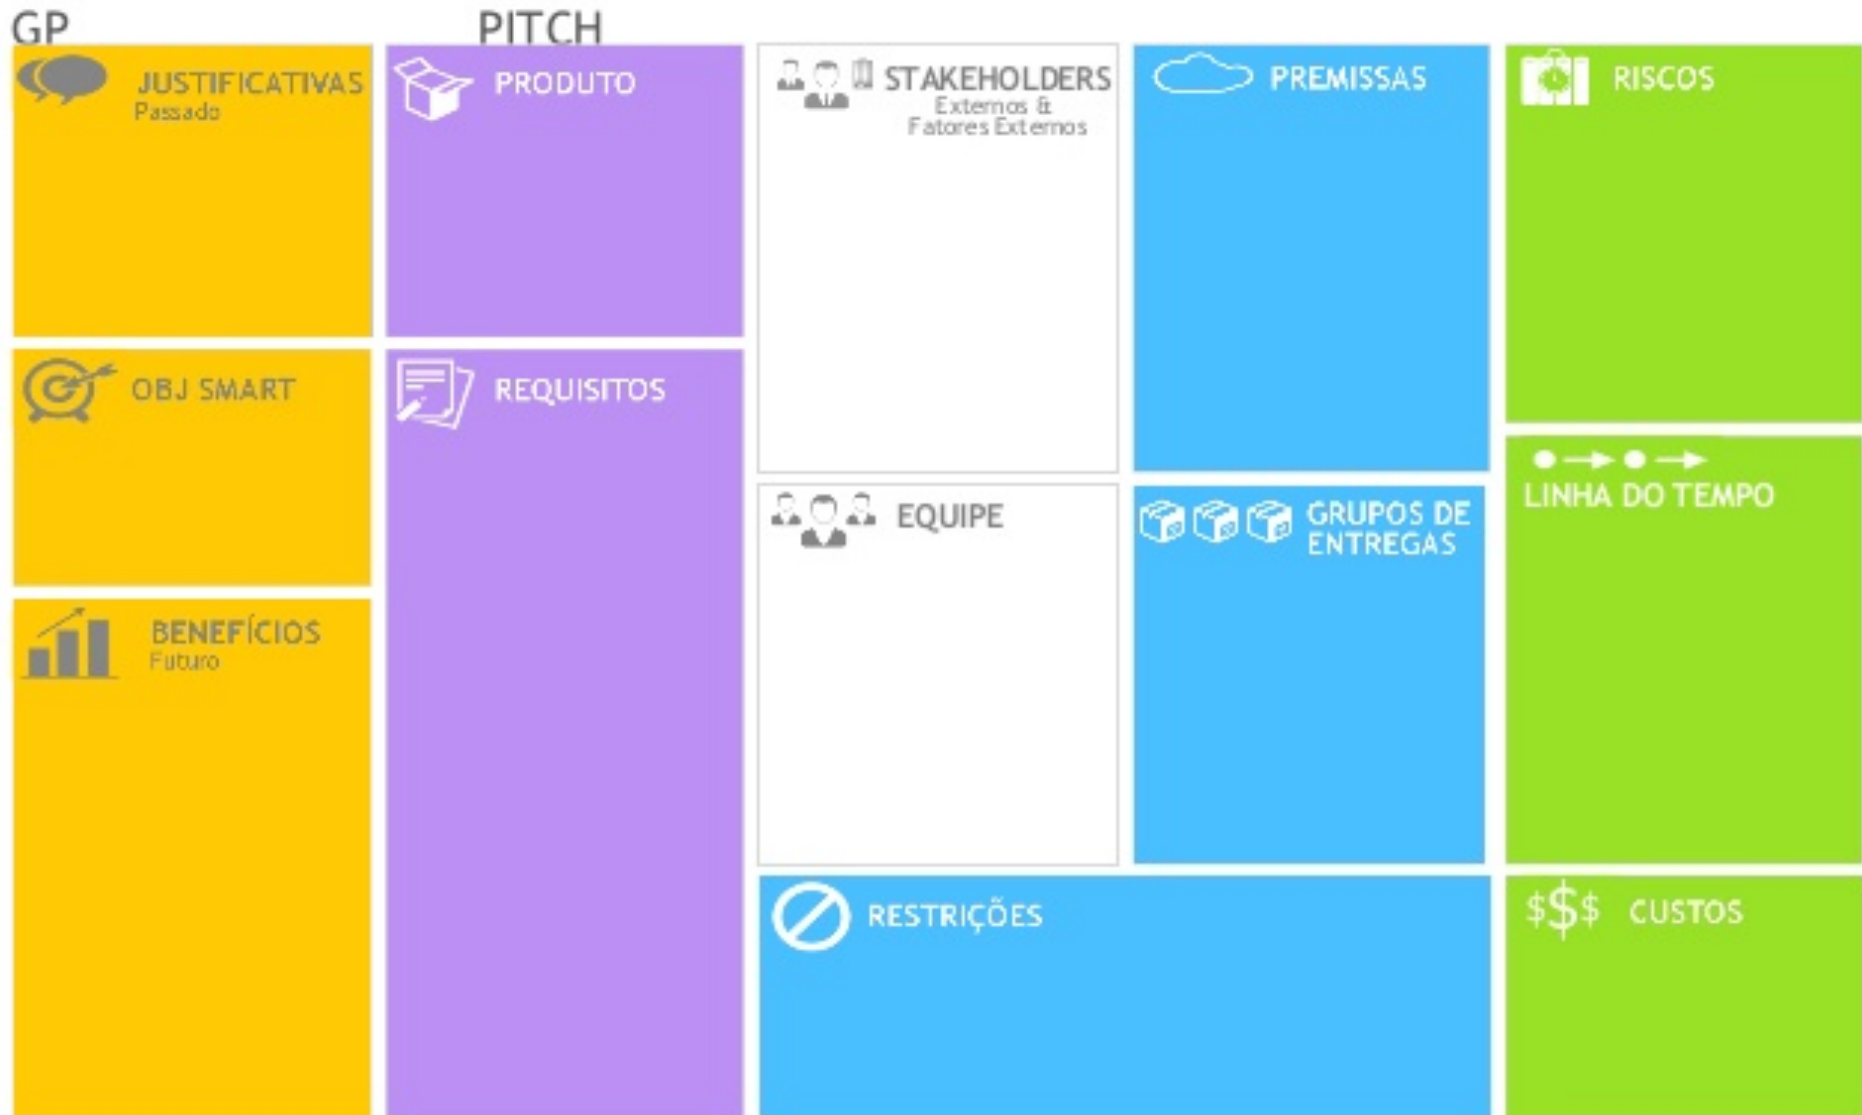 GP
PITCH
JUSTIFICATIVAS
Passado
OBJ SMART
BENEFÍCIOS
Futuro
PRODUTO
REQUISITOS
STAKEHOLDERS
Externos &
Fatores Externos
EQUIPE
PREMISSAS
GRUPOS DE
ENTREGAS
RESTRIÇÕES
RISCOS
LINHA DO TEMPO
$$$ CUSTOS